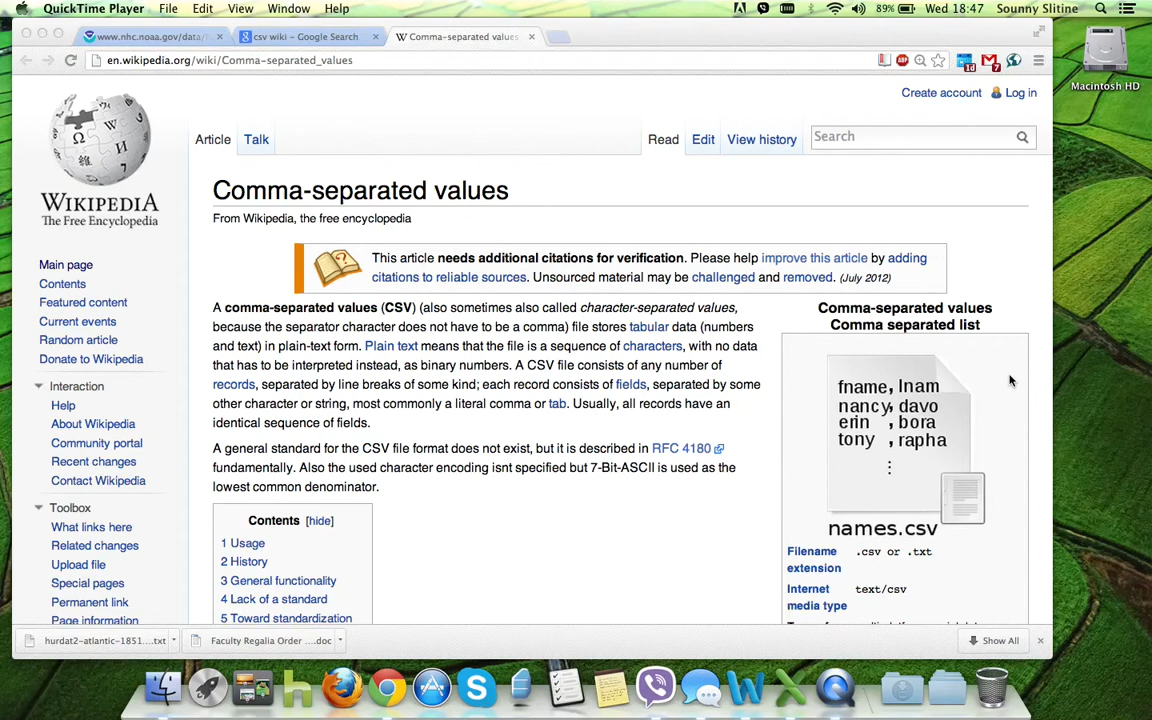 QuickTime Player File Edit View Window Help 89% Wed 18:47 Sounny Slitine
www.nhc.noaa.gov/data/ csv wiki – Google Search Comma-separated values
en.wikipedia.org/wiki/Comma-separated_values
Macintosh HD
Create account Log in
Article Talk Read Edit View history Search
WIKIPEDIA
The Free Encyclopedia
Main page
Contents
Featured content
Current events
Random article
Donate to Wikipedia
Interaction
Help
About Wikipedia
Community portal
Recent changes
Contact Wikipedia
Toolbox
What links here
Related changes
Upload file
Special pages
Permanent link
Page information
Comma-separated values
From Wikipedia, the free encyclopedia
This article needs additional citations for verification. Please help improve this article by adding
citations to reliable sources. Unsourced material may be challenged and removed. (July 2012)
A comma-separated values (CSV) (also sometimes also called character-separated values,
because the separator character does not have to be a comma) file stores tabular data (numbers
and text) in plain-text form. Plain text means that the file is a sequence of characters, with no data
that has to be interpreted instead, as binary numbers. A CSV file consists of any number of
records, separated by line breaks of some kind; each record consists of fields, separated by some
other character or string, most commonly a literal comma or tab. Usually, all records have an
identical sequence of fields.
A general standard for the CSV file format does not exist, but it is described in RFC 4180
fundamentally. Also the used character encoding isnt specified but 7-Bit-ASCII is used as the
lowest common denominator.
Contents [hide]
1 Usage
2 History
3 General functionality
4 Lack of a standard
5 Toward standardization
Comma-separated values
Comma separated list
fname, lnam
nancy, davo
erin , bora
tony , rapha
:
names.csv
Filename extension .csv or .txt
Internet media type text/csv
hurdat2-atlantic-1851....txt Faculty Regalia Order ....doc Show All